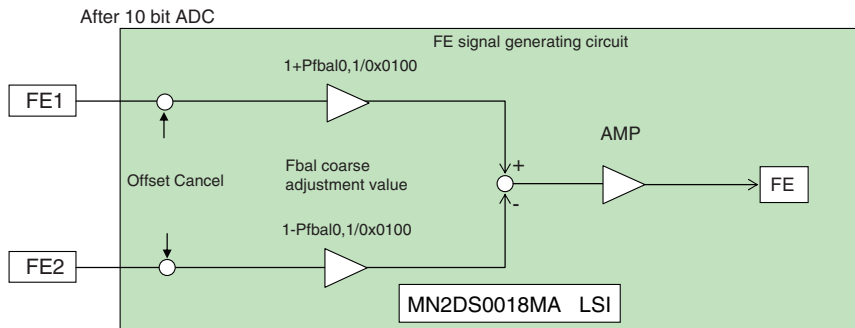 After 10 bit ADC
FE signal generating circuit
1+Pfbal0,1/0x0100
FE1
AMP
+
Offset Cancel
Fbal coarse
adjustment value
FE
-
1-Pfbal0,1/0x0100
FE2
MN2DS0018MA LSI